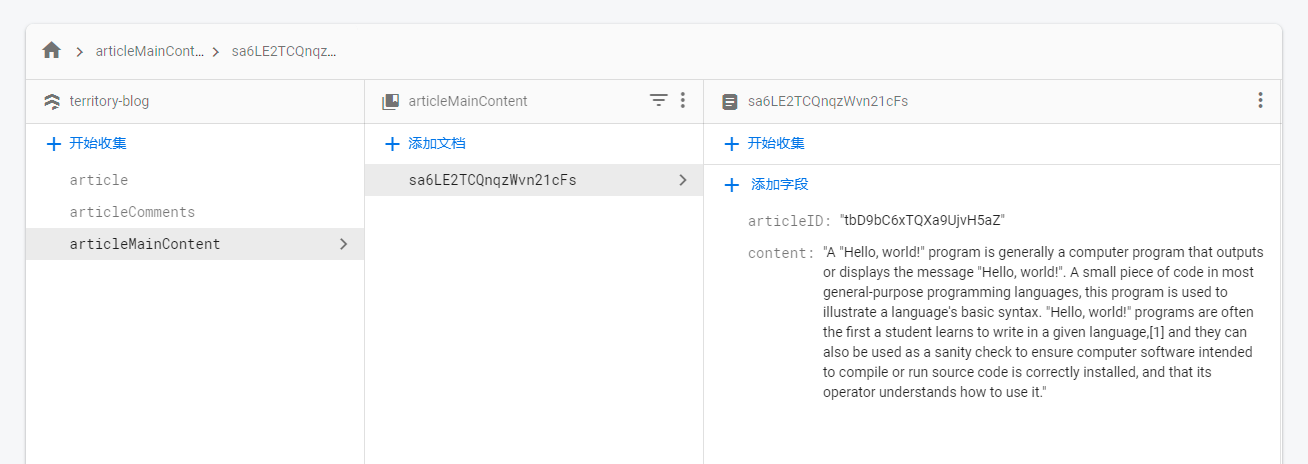 articleMainCont... sa6LE2TCQnqz...
territory-blog
articleMainContent
sa6LE2TCQnqzWvn21cFs
开始收集
添加文档
开始收集
article
articleComments
articleMainContent
sa6LE2TCQnqzWvn21cFs
添加字段
articleID: "tbD9bC6xTQXa9UjvH5aZ"
content: "A "Hello, world!" program is generally a computer program that outputs
or displays the message "Hello, world!". A small piece of code in most
general-purpose programming languages, this program is used to
illustrate a language's basic syntax. "Hello, world!" programs are often
the first a student learns to write in a given language,[1] and they can
also be used as a sanity check to ensure computer software intended
to compile or run source code is correctly installed, and that its
operator understands how to use it."